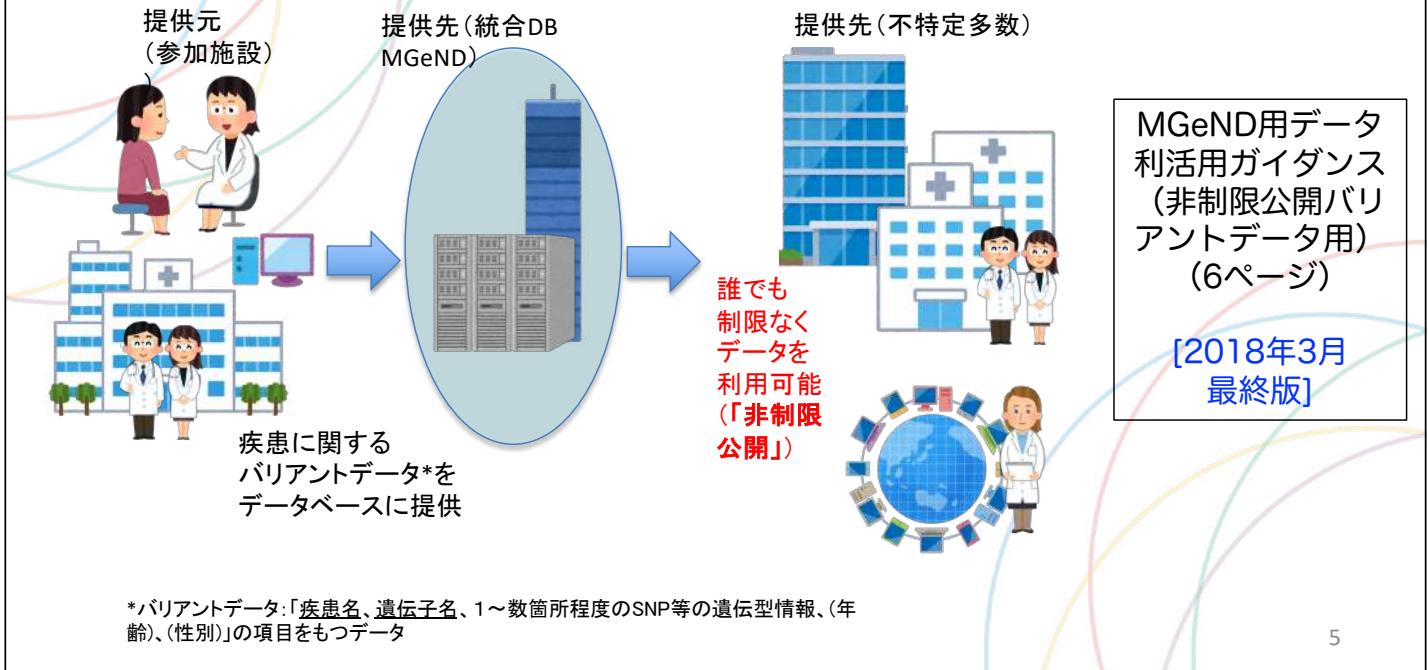 提供元
（参加施設）
）
提供先（統合DB
MGeND）
提供先（不特定多数）
誰でも
制限なく
データを
利用可能
（「非制限
公開」）
疾患に関する
バリアントデータ*を
データベースに提供
MGeND用データ
利活用ガイダンス
（非制限公開バリ
アントデータ用）
（6ページ）
[2018年3月
最終版]
*バリアントデータ：「疾患名、遺伝子名、１～数箇所程度のSNP等の遺伝型情報、（年
齢）、（性別）」の項目をもつデータ
5